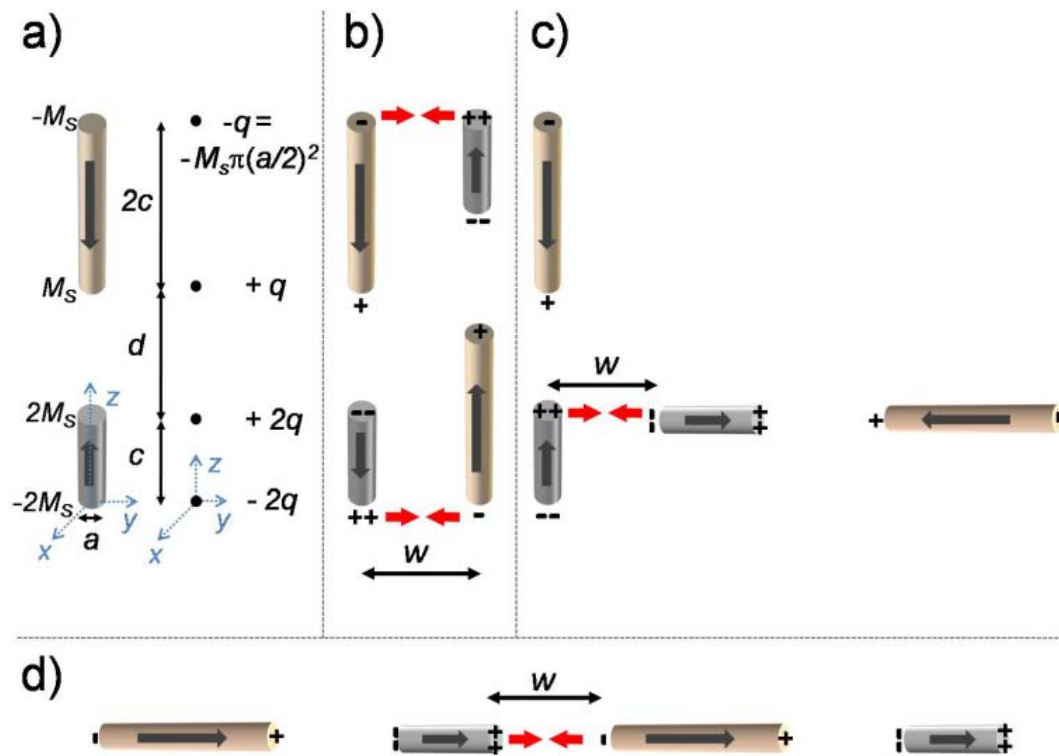 a)
b)
c)
-Ms
-q =
-Msπ(a/2)²
2c
Ms
+ q
d
2Ms
z
+ 2q
c
z
-2Ms
- 2q
y
y
x
a
x
-
++
--
+
+
--
++
-
w
-
+
w
++
--
--
++
+
d)
w
-
+
--
++
-
+
--
++